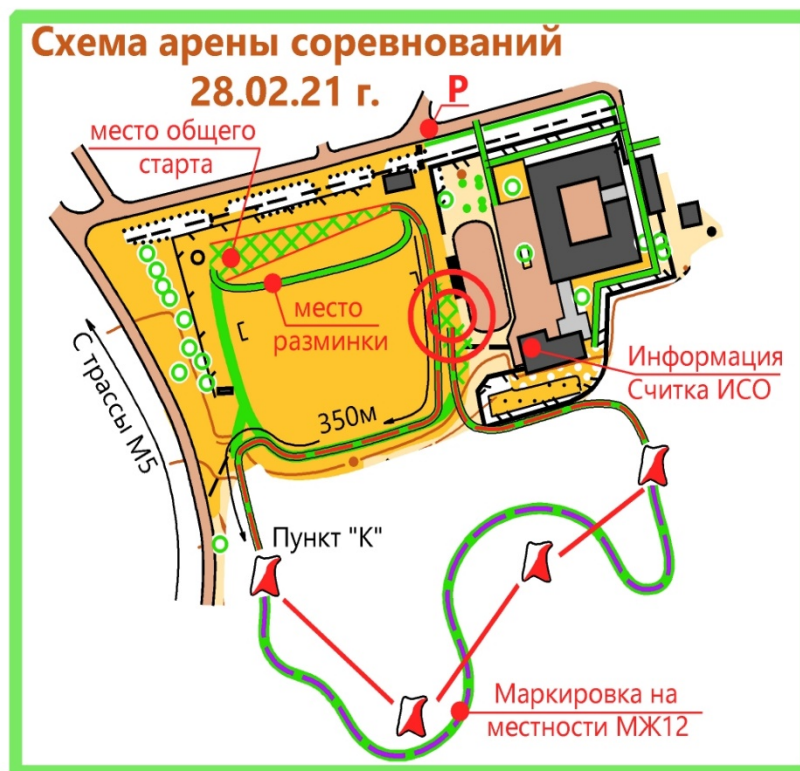 Схема арены соревнований
28.02.21 г.
P
место общего
старта
место
разминки
Информация
Считка ИСО
350м
С трассы М5
Пункт "К"
Маркировка на
местности МЖ12